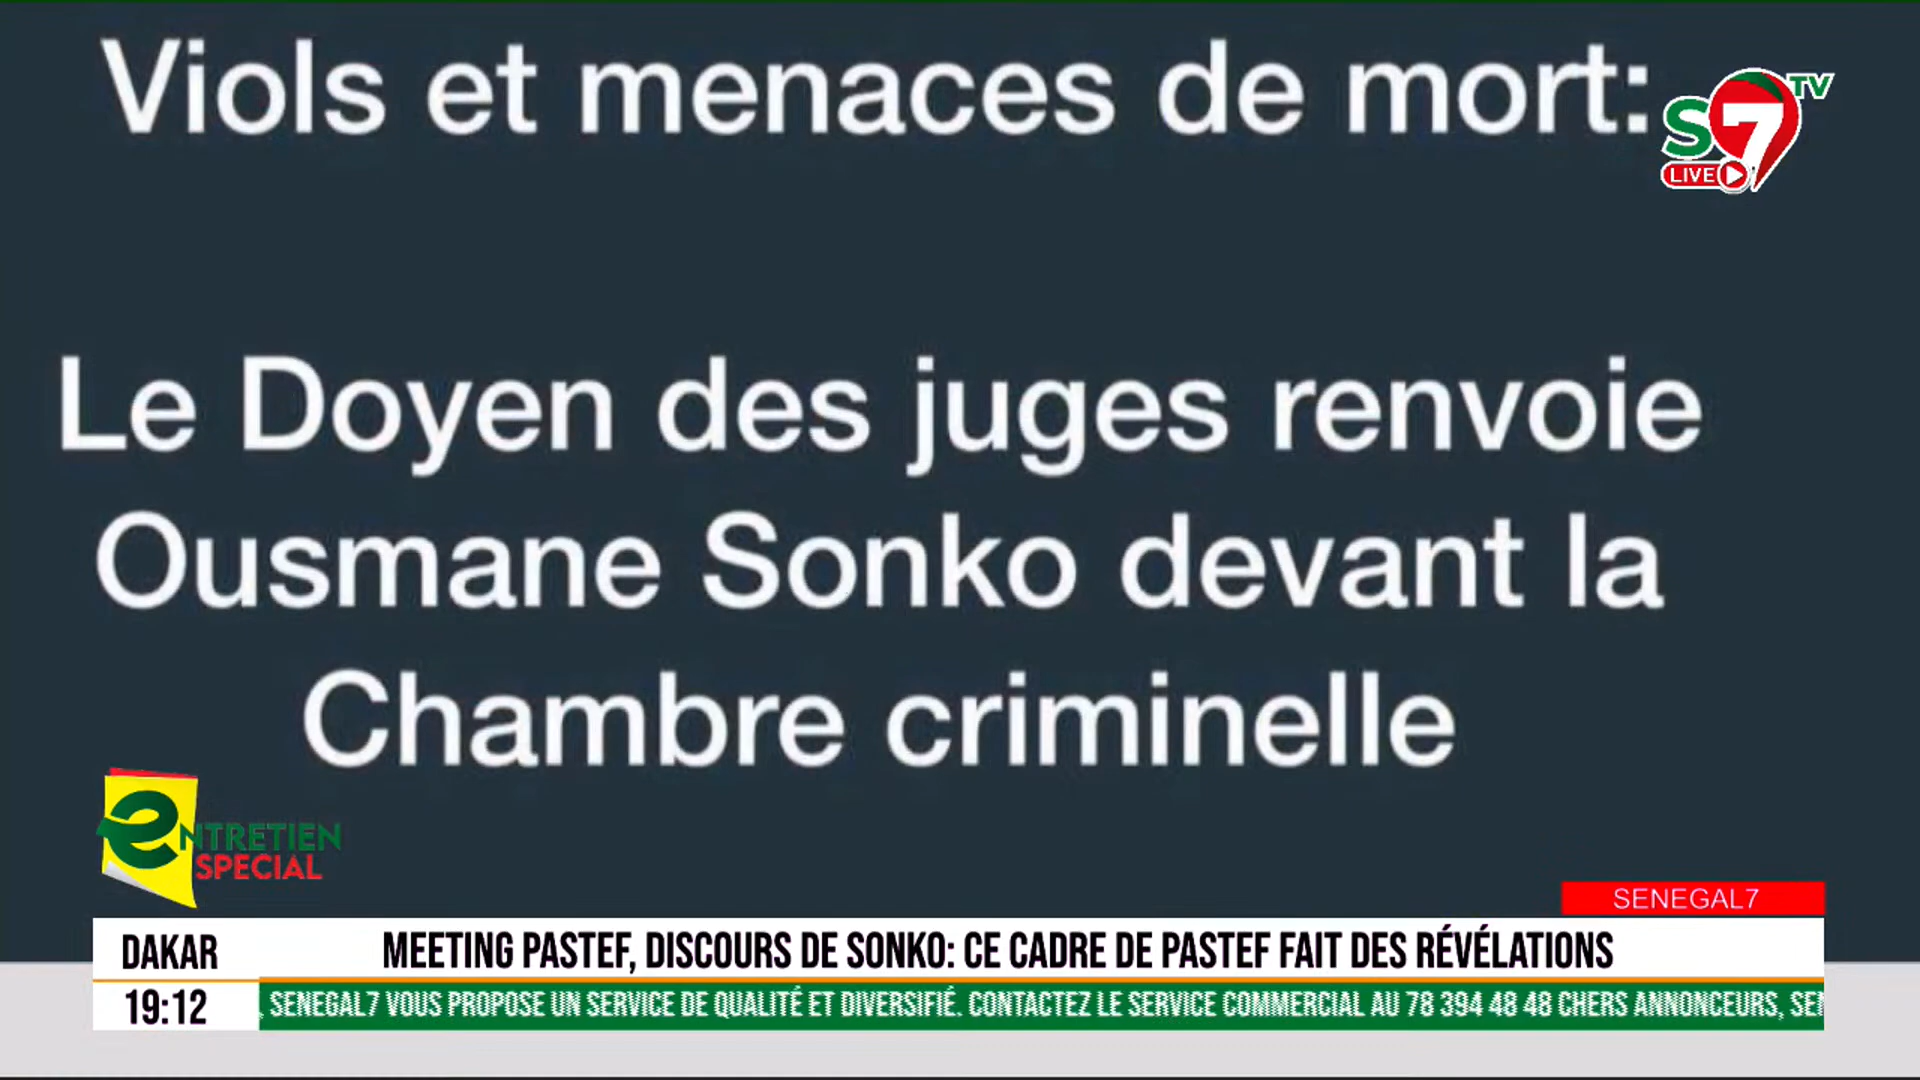 Viols et menaces de mort:
S7 TV
LIVE
Le Doyen des juges renvoie
Ousmane Sonko devant la
Chambre criminelle
eNTRETIEN
SPECIAL
SENEGAL7
DAKAR
MEETING PASTEF, DISCOURS DE SONKO: CE CADRE DE PASTEF FAIT DES RÉVÉLATIONS
19:12
, SENEGAL7 VOUS PROPOSE UN SERVICE DE QUALITÉ ET DIVERSIFIÉ. CONTACTEZ LE SERVICE COMMERCIAL AU 78 394 48 48 CHERS ANNONCEURS,